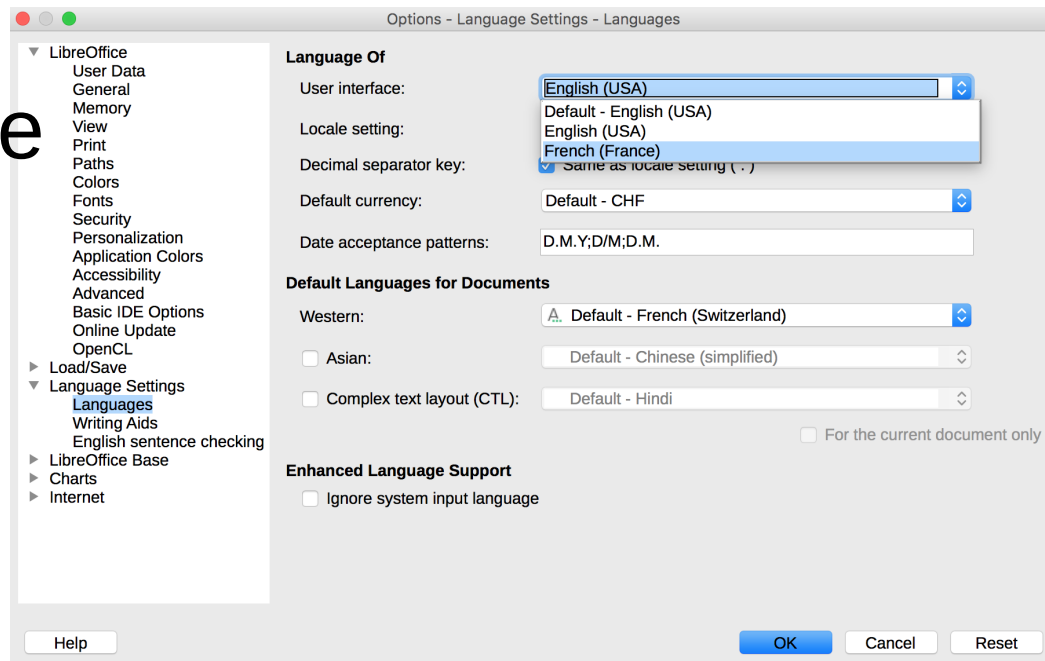 Options - Language Settings - Languages
e
LibreOffice
User Data
General
Memory
View
Print
Paths
Colors
Fonts
Security
Personalization
Application Colors
Accessibility
Advanced
Basic IDE Options
Online Update
OpenCL
Load/Save
Language Settings
Languages
Writing Aids
English sentence checking
LibreOffice Base
Charts
Internet
Language Of
User interface: English (USA)
Default - English (USA)
English (USA)
French (France)
Locale setting:
Decimal separator key: Same as locale setting ( . )
Default currency: Default - CHF
Date acceptance patterns: D.M.Y;D/M;D.M.
Default Languages for Documents
Western: A Default - French (Switzerland)
Asian: Default - Chinese (simplified)
Complex text layout (CTL): Default - Hindi
For the current document only
Enhanced Language Support
Ignore system input language
Help OK Cancel Reset